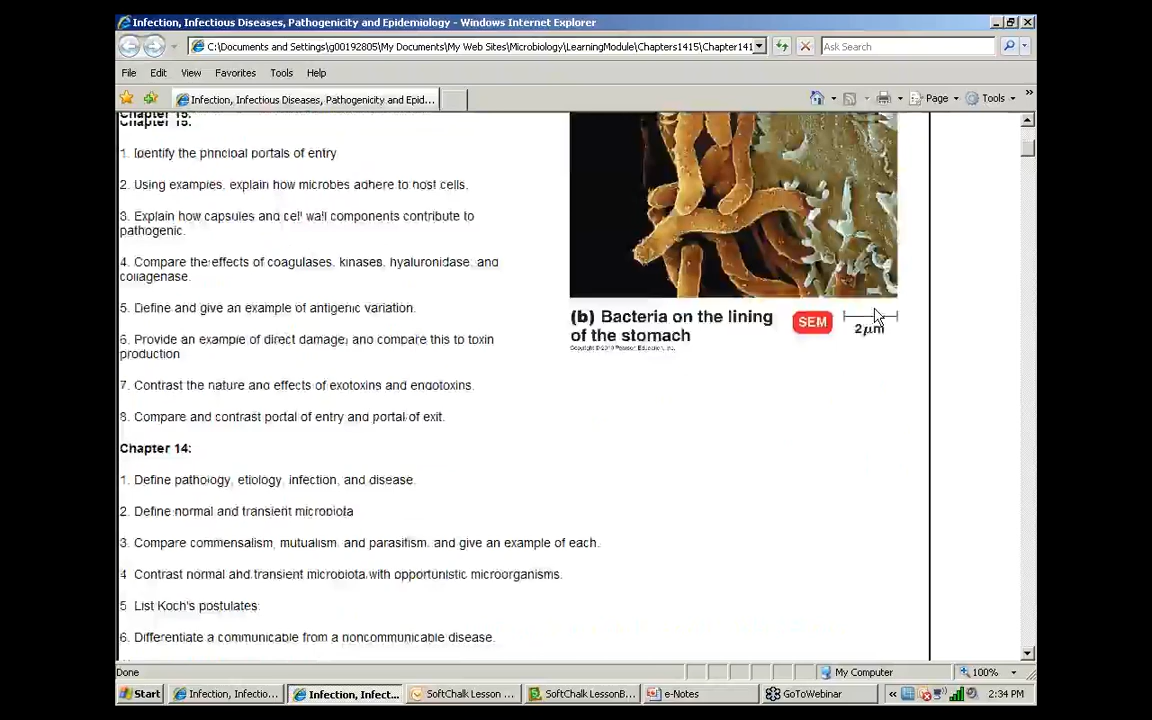 Infection, Infectious Diseases, Pathogenicity and Epidemiology - Windows Internet Explorer
C:\Documents and Settings\g00192805\My Documents\My Web Sites\Microbiology\LearningModule\Chapters1415\Chapter141
Ask Search
File Edit View Favorites Tools Help
Infection, Infectious Diseases, Pathogenicity and Epid...
Page Tools »
Chapter 15:
1. Identify the principal portals of entry
2. Using examples, explain how microbes adhere to host cells.
3. Explain how capsules and cell wall components contribute to
pathogenic.
4. Compare the effects of coagulases, kinases, hyaluronidase, and
collagenase.
5. Define and give an example of antigenic variation.
6. Provide an example of direct damage, and compare this to toxin
production
7. Contrast the nature and effects of exotoxins and endotoxins.
8. Compare and contrast portal of entry and portal of exit.
(b) Bacteria on the lining
of the stomach
SEM
2 µm
Copyright © 2010 Pearson Education, Inc.
Chapter 14:
1. Define pathology, etiology, infection, and disease.
2. Define normal and transient microbiota
3. Compare commensalism, mutualism, and parasitism, and give an example of each.
4 Contrast normal and transient microbiota with opportunistic microorganisms.
5 List Koch's postulates
6. Differentiate a communicable from a noncommunicable disease.
Done My Computer 100%
Start Infection, Infectio... Infection, Infect... SoftChalk Lesson ... SoftChalk LessonB... e-Notes GoToWebinar « 2:34 PM